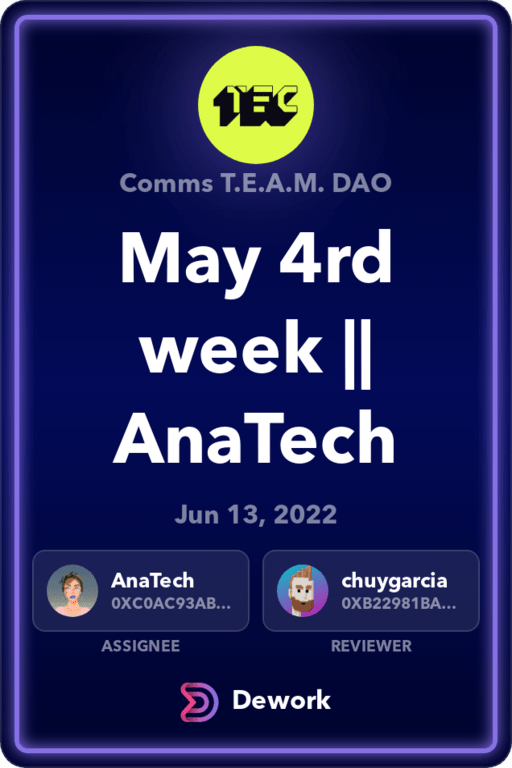 TEC
Comms T.E.A.M. DAO
May 4rd
week ||
AnaTech
Jun 13, 2022
AnaTech
0XC0AC93AB...
chuygarcia
0XB22981BA...
ASSIGNEE
REVIEWER
Dework